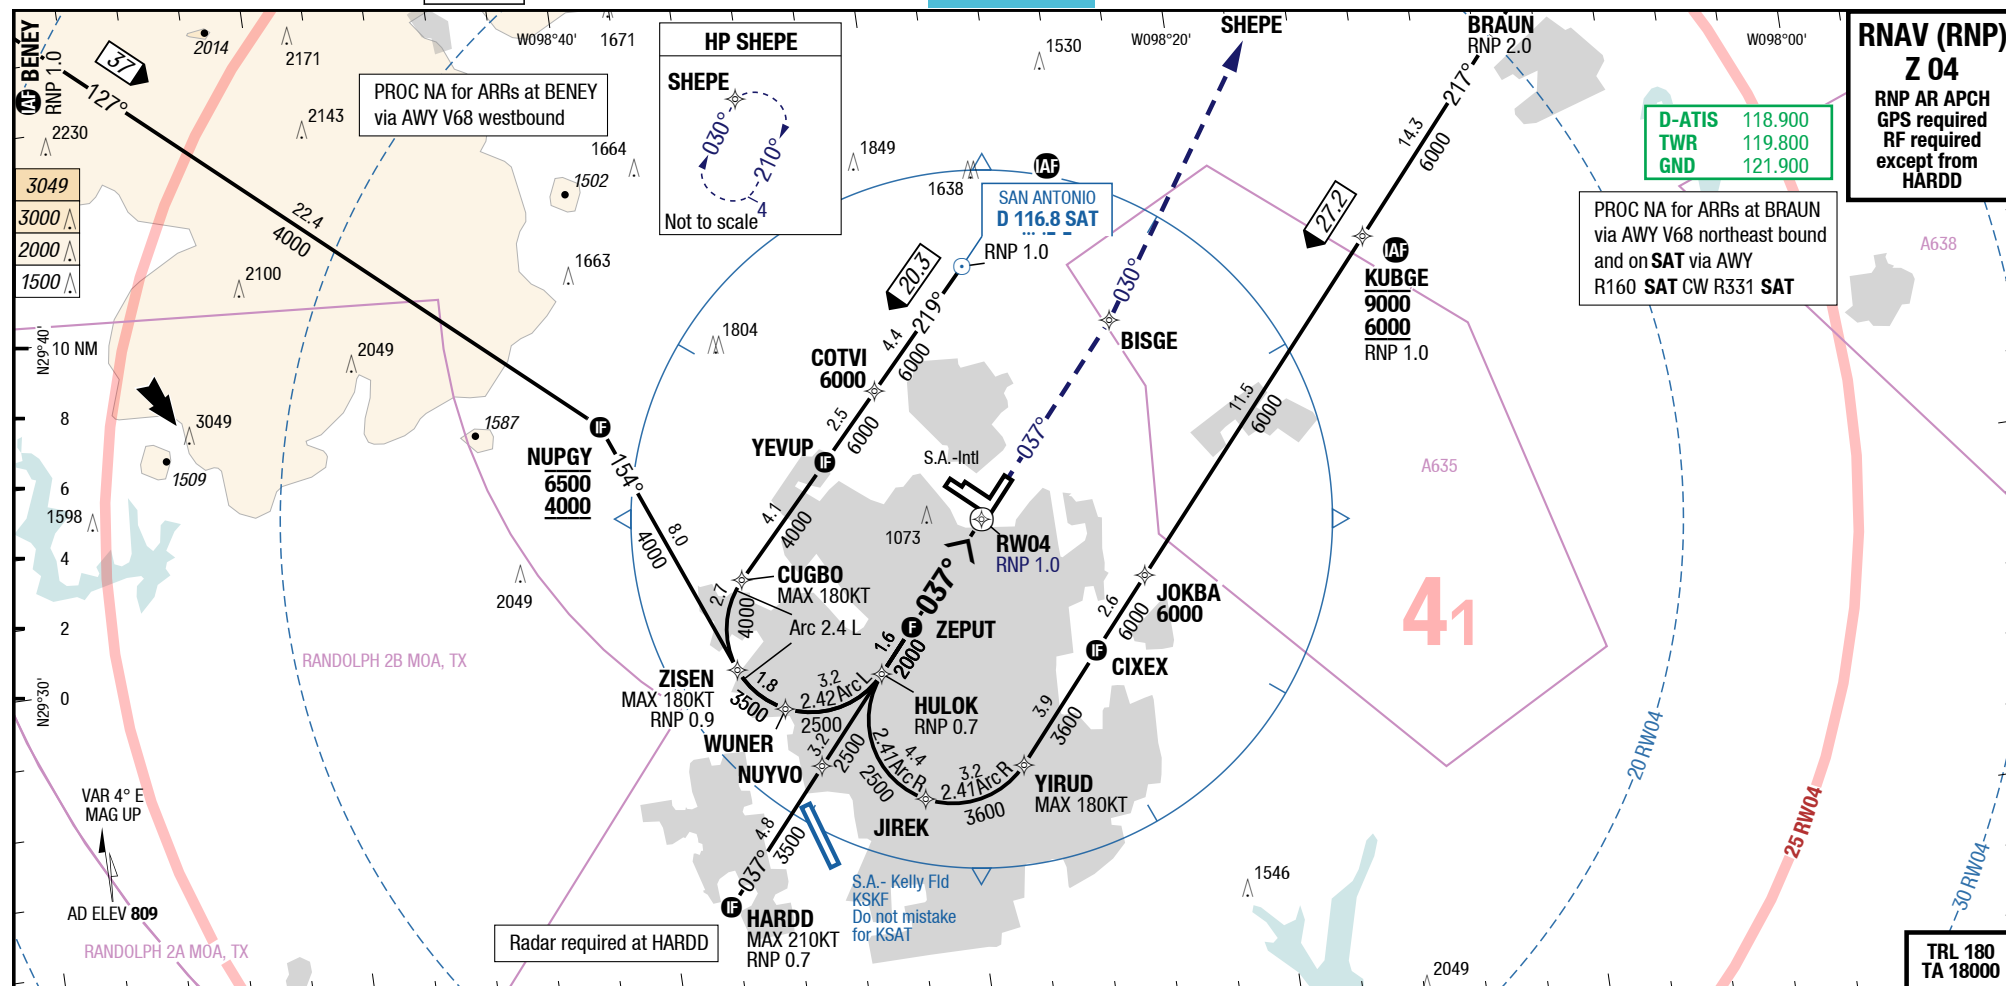 IAF BENEY
RNP 1.0
37
127°
2014
2171
2143
2230
W098°40'
1671
PROC NA for ARRs at BENEY
via AWY V68 westbound
HP SHEPE
SHEPE
030°
210°
4
Not to scale
1530
W098°20'
SHEPE
BRAUN
RNP 2.0
217°
W098°00'
RNAV (RNP)
Z 04
RNP AR APCH
GPS required
RF required
except from
HARDD
D-ATIS 118.900
TWR 119.800
GND 121.900
PROC NA for ARRs at BRAUN
via AWY V68 northeast bound
and on SAT via AWY
R160 SAT CW R331 SAT
A638
3049
3000
2000
1500
22.4
4000
1664
1502
1849
1638
IAF
SAN ANTONIO
D 116.8 SAT
RNP 1.0
14.3
6000
27.2
IAF
KUBGE
9000
6000
RNP 1.0
2100
1663
20.3
219°
4.4
6000
030°
BISGE
1804
COTVI
6000
N29°40'
10 NM
2049
8
3049
1587
1509
IF
NUPGY
6500
4000
154°
2.5
6000
YEVUP
IF
S.A.-Intl
037°
11.5
6000
A635
6
1598
8.0
4000
4.1
4000
1073
RW04
RNP 1.0
4
2049
CUGBO
MAX 180KT
2.7
4000
Arc 2.4 L
037°
JOKBA
6000
2.6
6000
41
2
RANDOLPH 2B MOA, TX
F
ZEPUT
1.6
2000
IF
CIXEX
ZISEN
MAX 180KT
RNP 0.9
1.8
3500
3.2
2.42 Arc L
2500
HULOK
RNP 0.7
N29°30'
0
WUNER
3.9
3600
NUYVO
3.2
2500
4.4
2.41 Arc R
2500
3.2
2.41 Arc R
3600
YIRUD
MAX 180KT
JIREK
20 RW04
25 RW04
30 RW04
VAR 4° E
MAG UP
AD ELEV 809
4.8
3500
037°
S.A.- Kelly Fld
KSKF
Do not mistake
for KSAT
1546
IF
HARDD
MAX 210KT
RNP 0.7
Radar required at HARDD
RANDOLPH 2A MOA, TX
2049
TRL 180
TA 18000